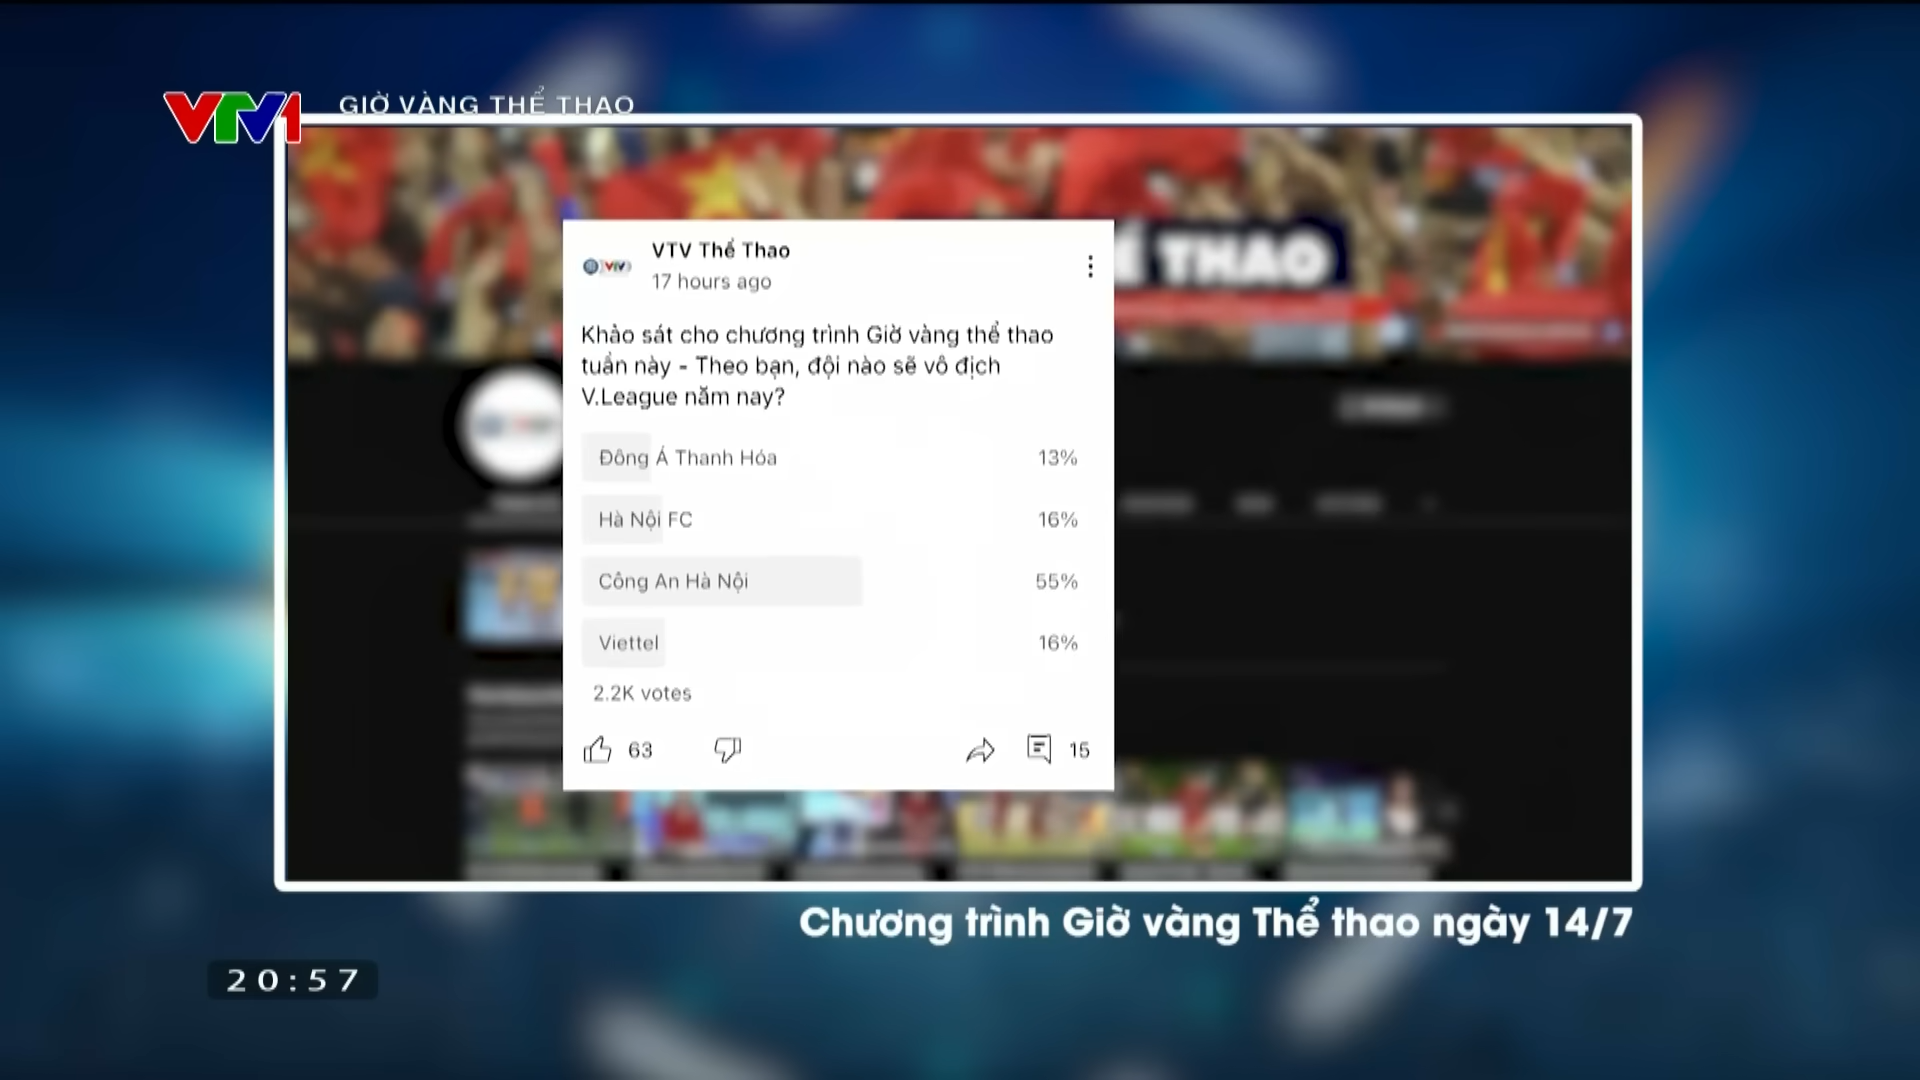 VTV1
GIỜ VÀNG THỂ THAO
Ể THAO
VTV Thể Thao
17 hours ago
Khảo sát cho chương trình Giờ vàng thể thao
tuần này - Theo bạn, đội nào sẽ vô địch
V.League năm nay?
Đông Á Thanh Hóa 13%
Hà Nội FC 16%
Công An Hà Nội 55%
Viettel 16%
2.2K votes
63 15
Chương trình Giờ vàng Thể thao ngày 14/7
20:57